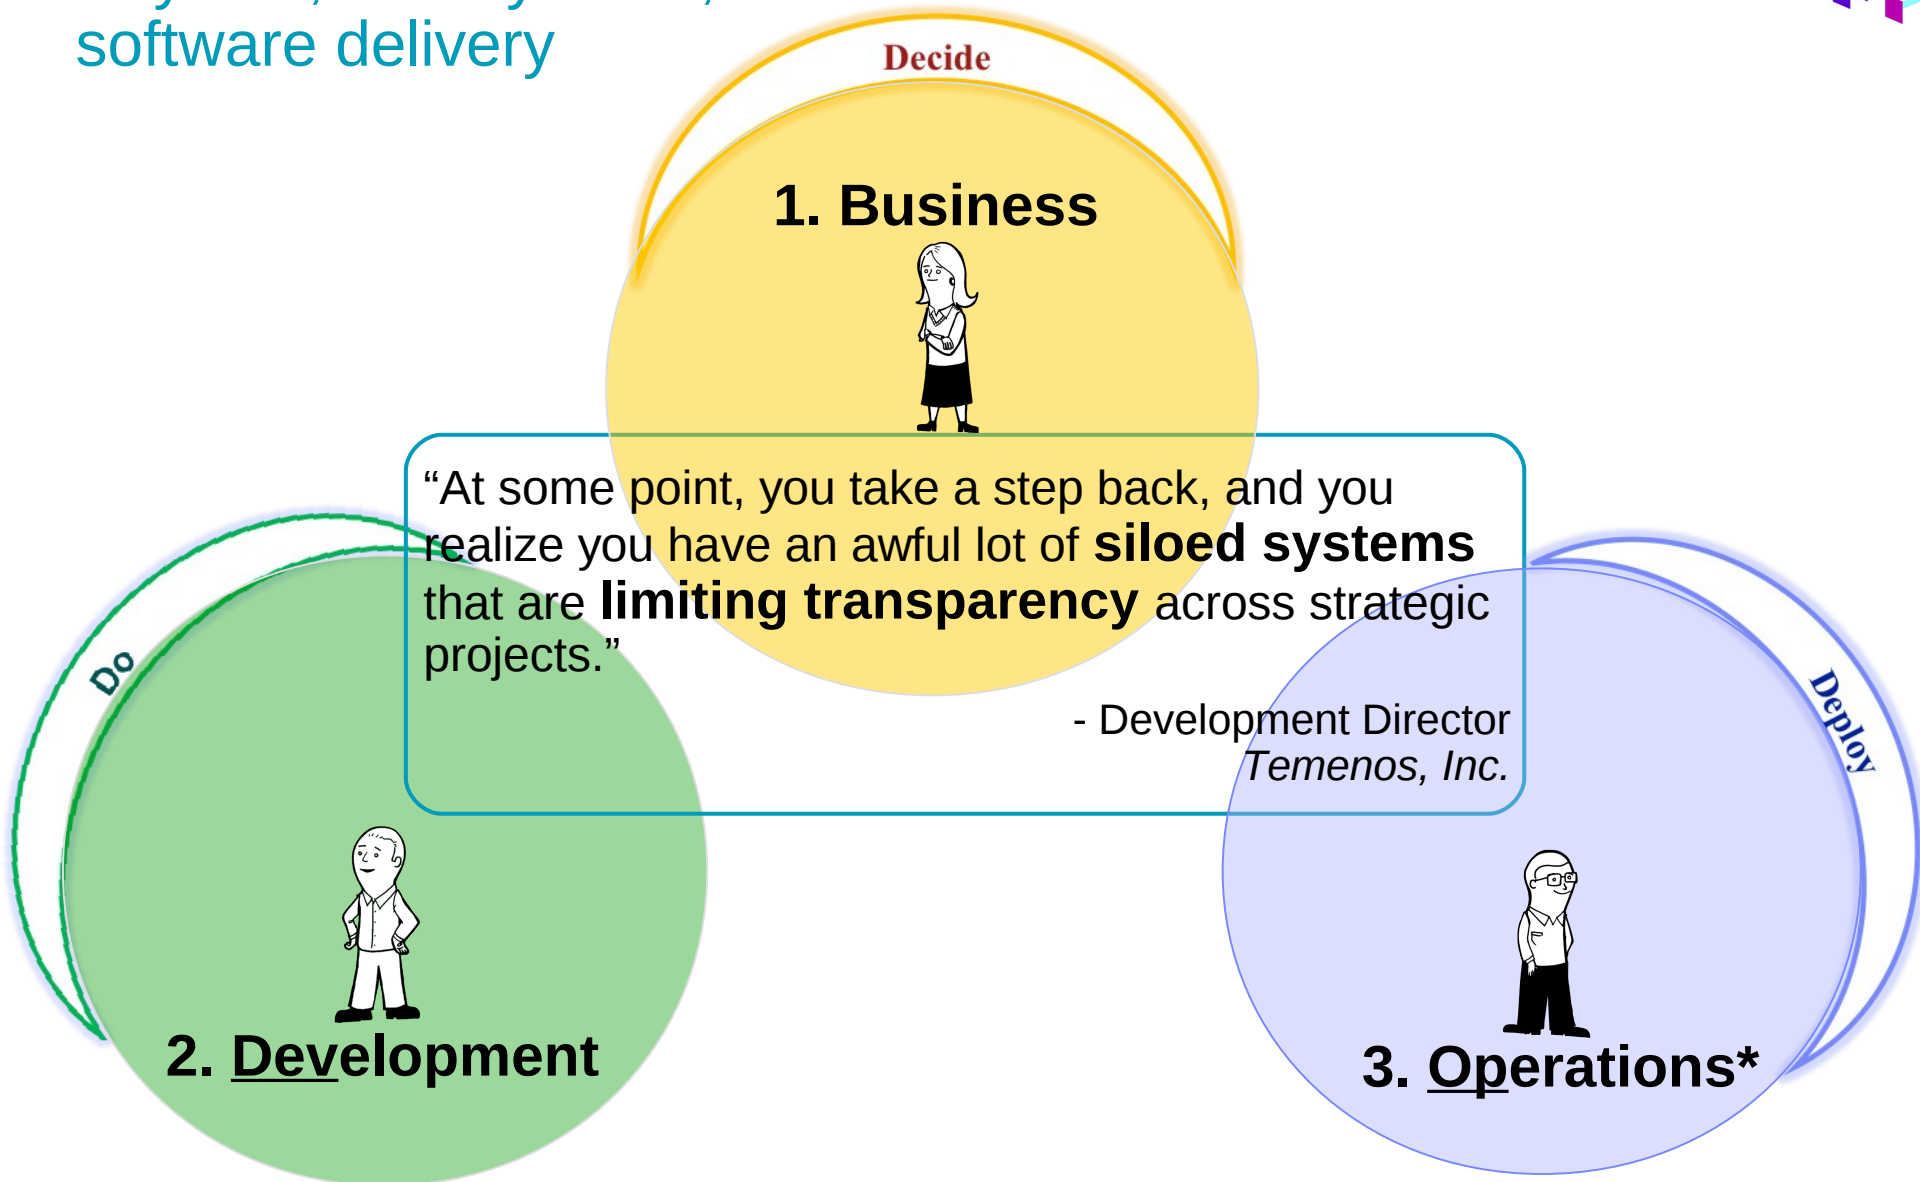 software delivery
Decide
1. Business
“At some point, you take a step back, and you
realize you have an awful lot of siloed systems
that are limiting transparency across strategic
projects.”
- Development Director
Temenos, Inc.
Do
Deploy
2. Development
3. Operations*